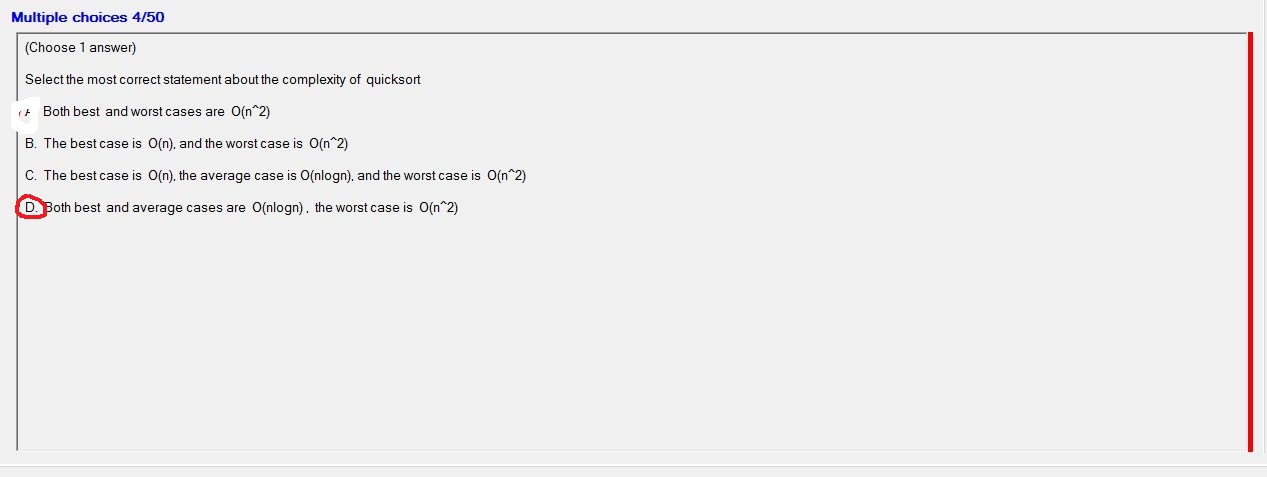 Multiple choices 4/50
(Choose 1 answer)
Select the most correct statement about the complexity of quicksort
Both best and worst cases are O(n^2)
B. The best case is O(n), and the worst case is O(n^2)
C. The best case is O(n), the average case is O(nlogn), and the worst case is O(n^2)
D. Both best and average cases are O(nlogn), the worst case is O(n^2)